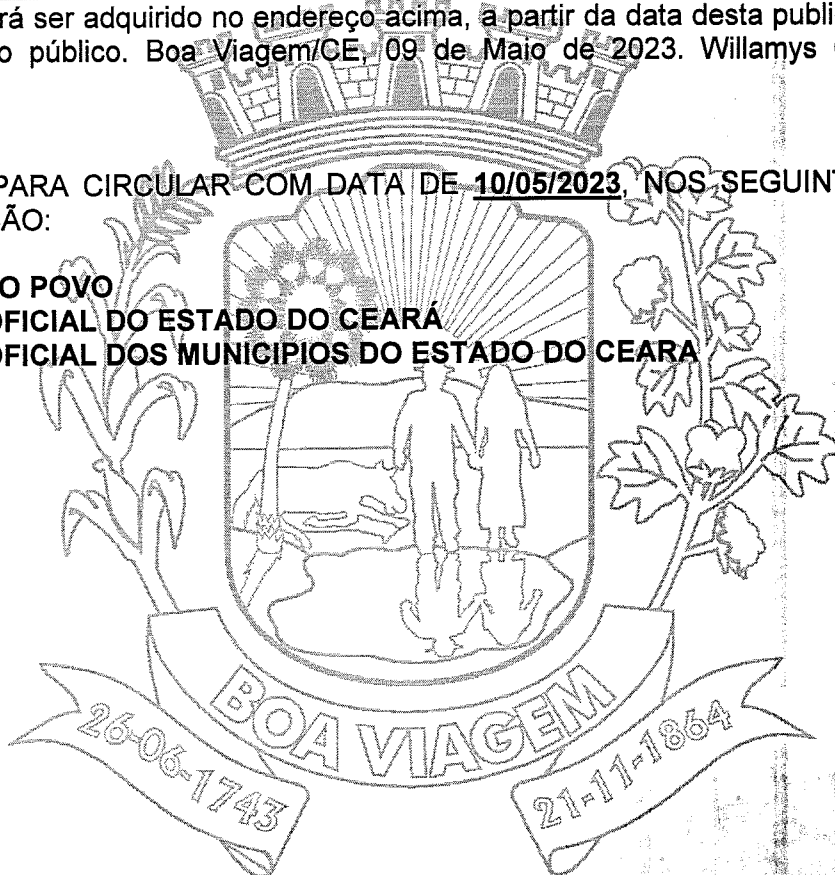 rá ser adquirido no endereço acima, a partir da data desta publi
o público. Boa Viagem/CE, 09 de Maio de 2023. Willamys
PARA CIRCULAR COM DATA DE 10/05/2023, NOS SEGUINT
ÃO:
O POVO
OFICIAL DO ESTADO DO CEARÁ
OFICIAL DOS MUNICIPIOS DO ESTADO DO CEARA
BOA VIAGEM
26-06-1743
21-11-1864